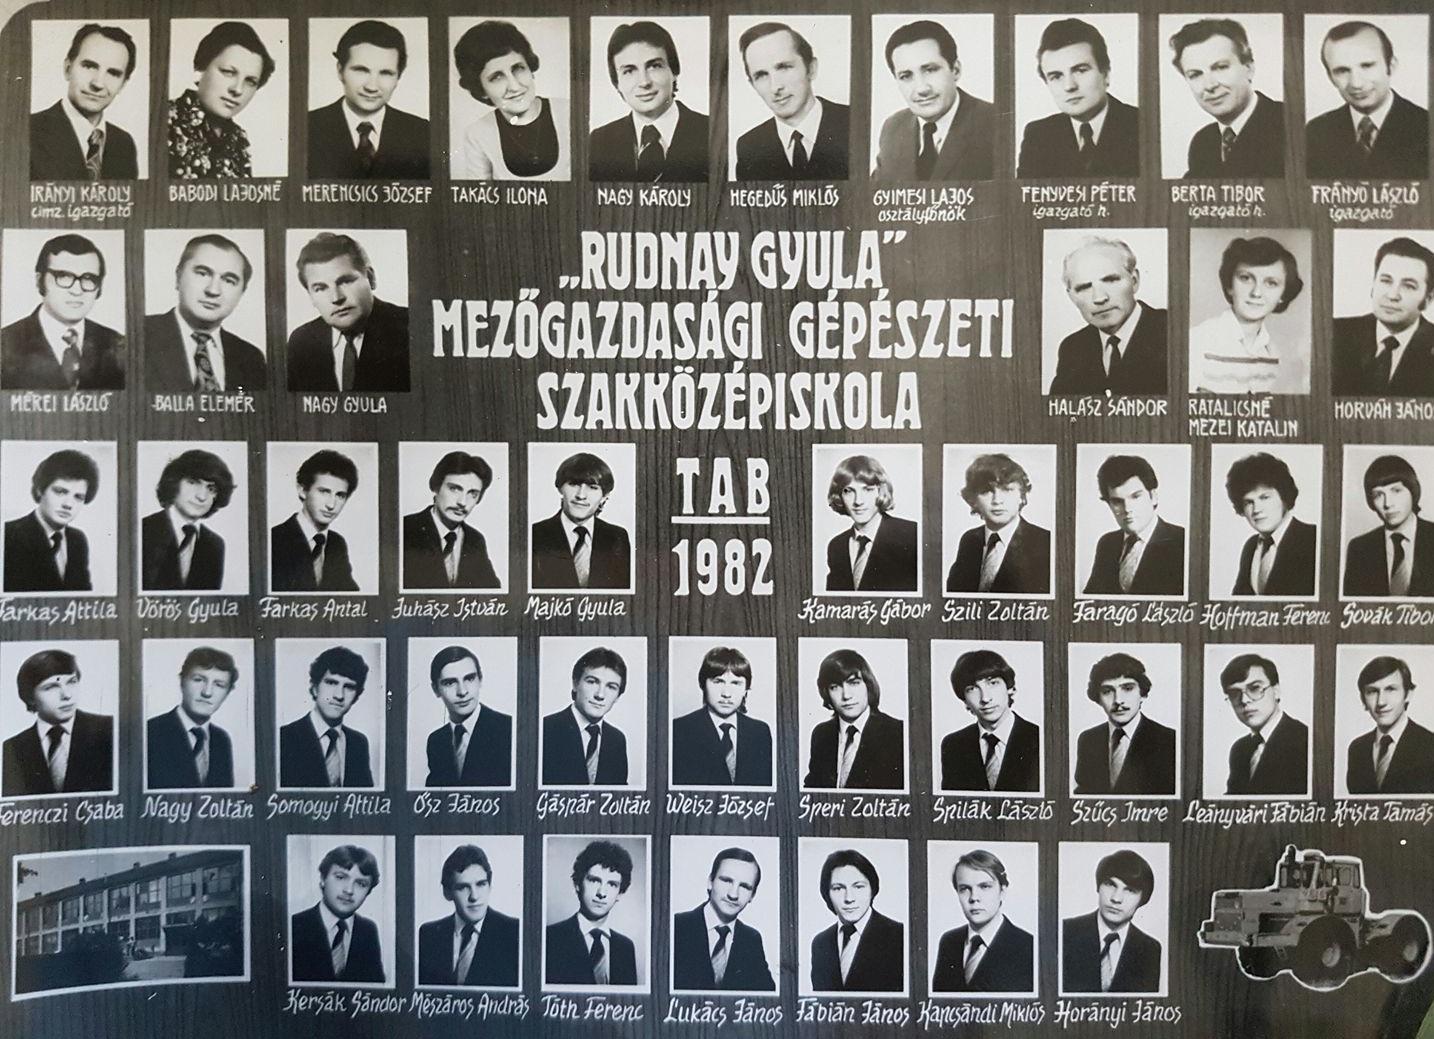 IRÁNYI KÁROLY
címz. igazgató
BABODI LAJOSNÉ
MERENCSICS JÓZSEF
TAKÁCS ILONA
NAGY KÁROLY
HEGEDŰS MIKLÓS
GYIMESI LAJOS
osztályfőnök
FENYVESI PÉTER
igazgató h.
BERTA TIBOR
igazgató h.
FRÁNYÓ LÁSZLÓ
igazgató
„RUDNAY GYULA”
MEZŐGAZDASÁGI GÉPÉSZETI
SZAKKÖZÉPISKOLA
MÉREI LÁSZLÓ
BALLA ELEMÉR
NAGY GYULA
HALÁSZ SÁNDOR
RATALICSNÉ
MEZEI KATALIN
HORVÁH JÁNOS
TAB
1982
Farkas Attila
Vörös Gyula
Farkas Antal
Juhász István
Majkó Gyula
Kamarás Gábor
Szili Zoltán
Faragó László
Hoffman Ferenc
Sovák Tibor
Ferenczi Csaba
Nagy Zoltán
Somogyi Attila
Ősz János
Gáspár Zoltán
Weisz József
Speri Zoltán
Spilák László
Szűcs Imre
Leányvári Fábián
Krista Tamás
Kersák Sándor
Mészáros András
Tóth Ferenc
Lukács János
Fábián János
Kapcsándi Miklós
Horányi János